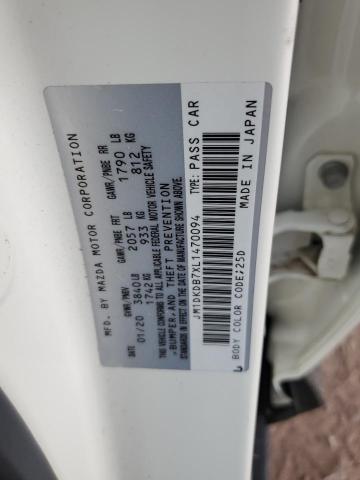 MFD. BY MAZDA MOTOR CORPORATION
DATE GVWR/PNBV GAWR/PNBE FRT GAWR/PNBE RR
01/20 3840 LB 2057 LB 1790 LB
1742 KG 933 KG 812 KG
THIS VEHICLE CONFORMS TO ALL APPLICABLE FEDERAL MOTOR VEHICLE SAFETY
BUMPER, AND THEFT PREVENTION
STANDARDS IN EFFECT ON THE DATE OF MANUFACTURE SHOWN ABOVE.
JM1DKDB7XL1470094 TYPE: PASS CAR
BODY COLOR CODE:25D MADE IN JAPAN